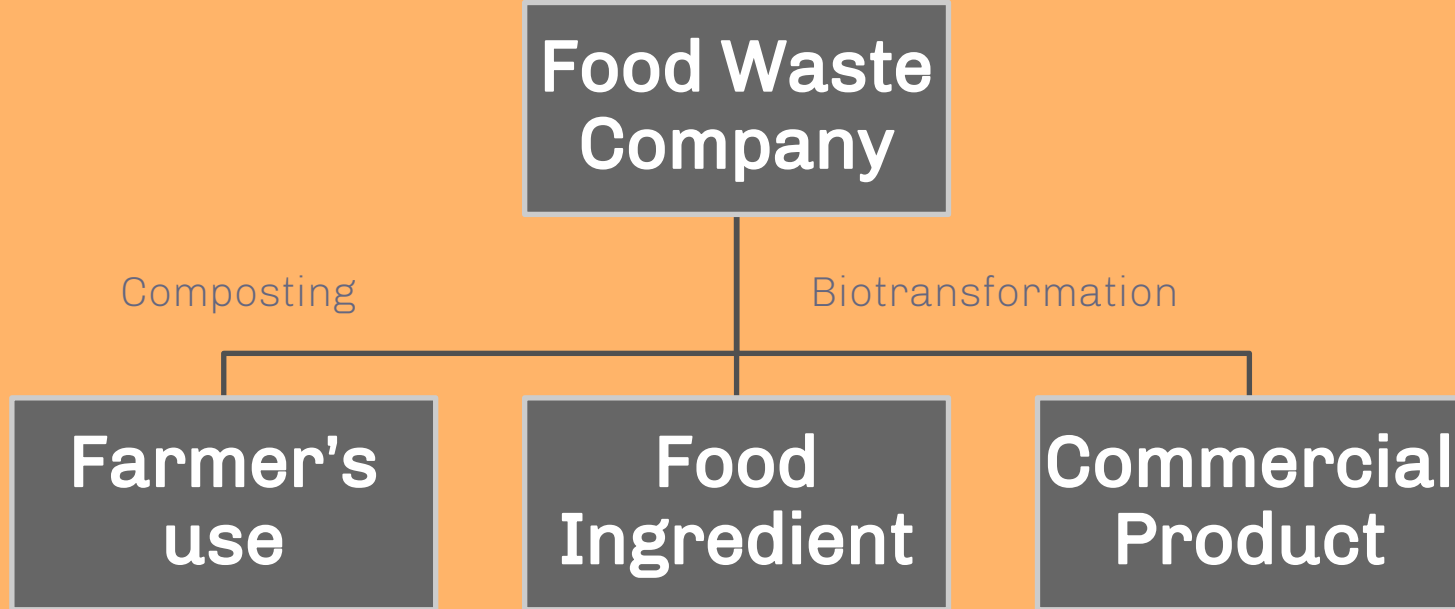 Food Waste
Company
Composting
Biotransformation
Farmer’s
use
Food
Ingredient
Commercial
Product